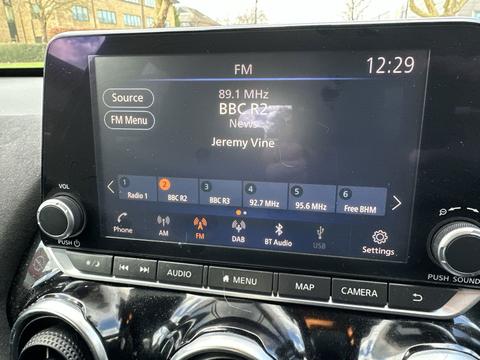 FM
12:29
Source
89.1 MHz
BBC R2
FM Menu
News
Jeremy Vine
1 Radio 1
2 BBC R2
3 BBC R3
4 92.7 MHz
5 95.6 MHz
6 Free BHM
VOL
PUSH
Phone
AM
FM
DAB
BT Audio
USB
Settings
AUDIO
MENU
MAP
CAMERA
PUSH SOUND